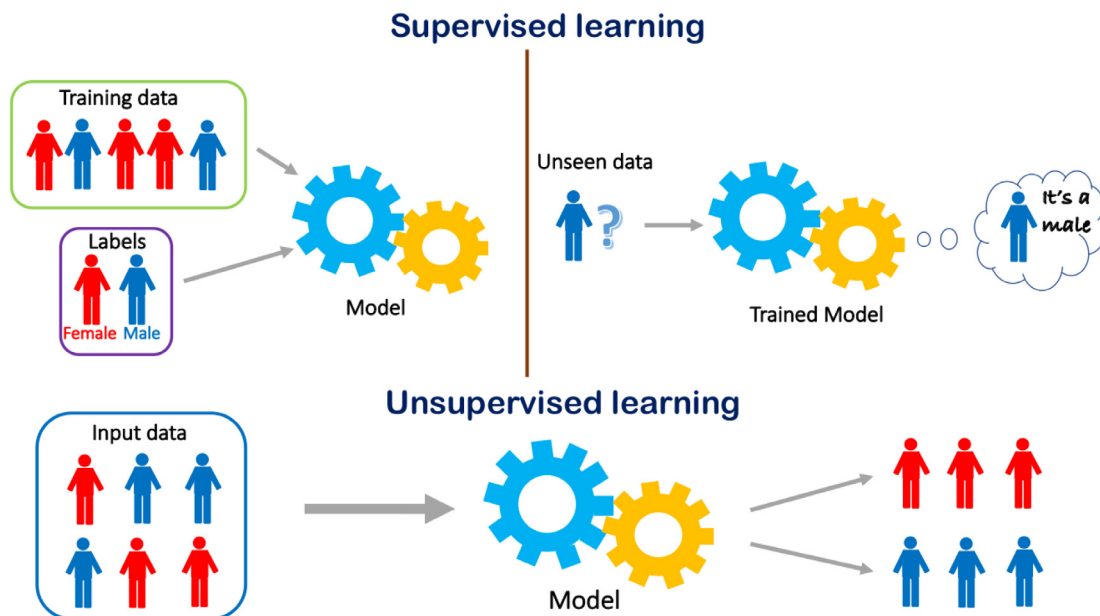 Supervised learning
Training data
Labels
Female Male
Model
Unseen data
?
Trained Model
It's a
male
Unsupervised learning
Input data
Model